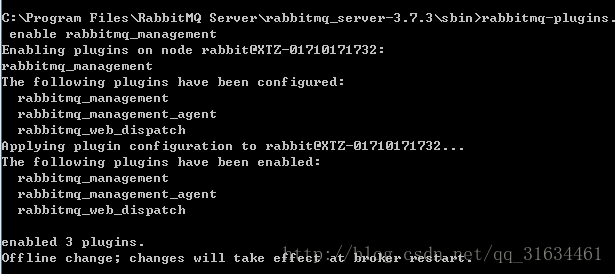 C:\Program Files\RabbitMQ Server\rabbitmq_server-3.7.3\sbin>rabbitmq-plugins.
enable rabbitmq_management
Enabling plugins on node rabbit@XTZ-01710171732:
rabbitmq_management
The following plugins have been configured:
rabbitmq_management
rabbitmq_management_agent
rabbitmq_web_dispatch
Applying plugin configuration to rabbit@XTZ-01710171732...
The following plugins have been enabled:
rabbitmq_management
rabbitmq_management_agent
rabbitmq_web_dispatch
enabled 3 plugins.
Offline change; changes will take effect at broker restart.
http://blog.csdn.net/qq_31634461